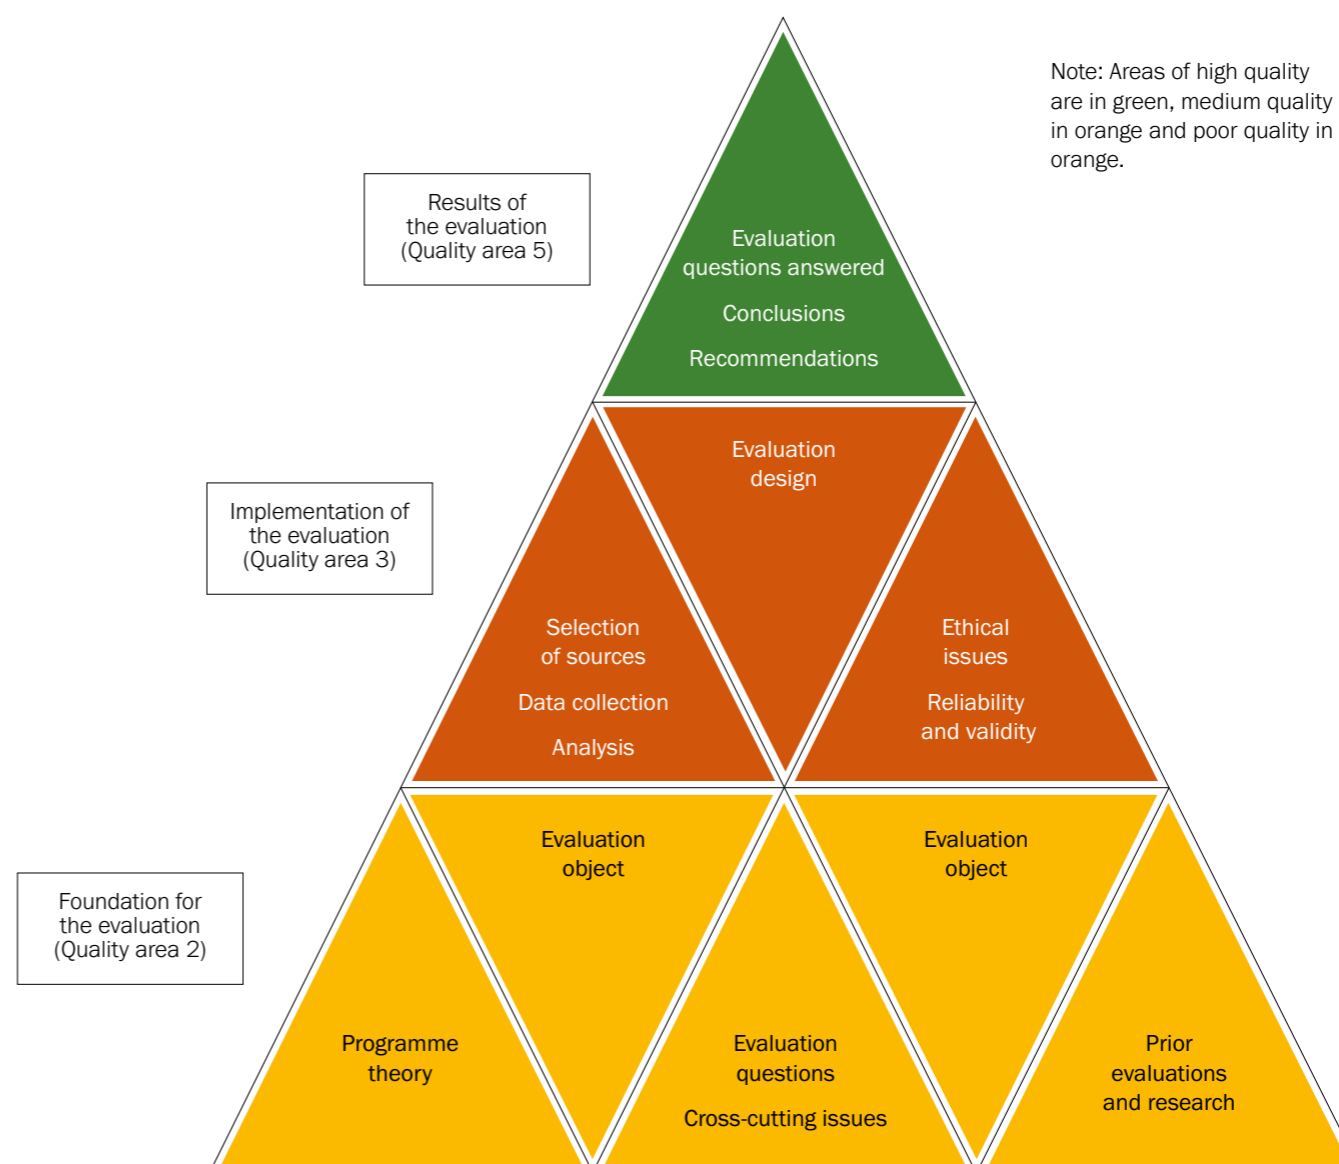 Note: Areas of high quality
are in green, medium quality
in orange and poor quality in
orange.
Results of
the evaluation
(Quality area 5)
Evaluation
questions answered
Conclusions
Recommendations
Implementation of
the evaluation
(Quality area 3)
Evaluation
design
Selection
of sources
Data collection
Analysis
Ethical
issues
Reliability
and validity
Foundation for
the evaluation
(Quality area 2)
Evaluation
object
Evaluation
object
Programme
theory
Evaluation
questions
Cross-cutting issues
Prior
evaluations
and research